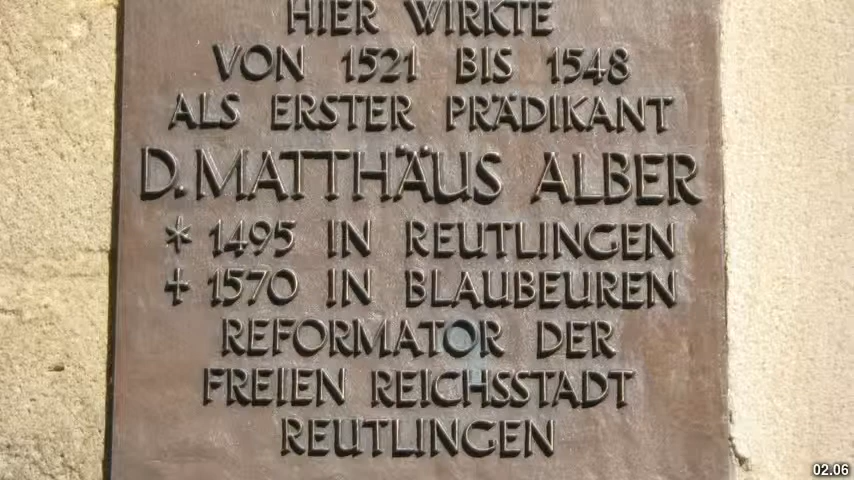 HIER WIRKTE
VON 1521 BIS 1548
ALS ERSTER PRÄDIKANT
D. MATTHÄUS ALBER
* 1495 IN REUTLINGEN
✝ 1570 IN BLAUBEUREN
REFORMATOR DER
FREIEN REICHSSTADT
REUTLINGEN
02.06